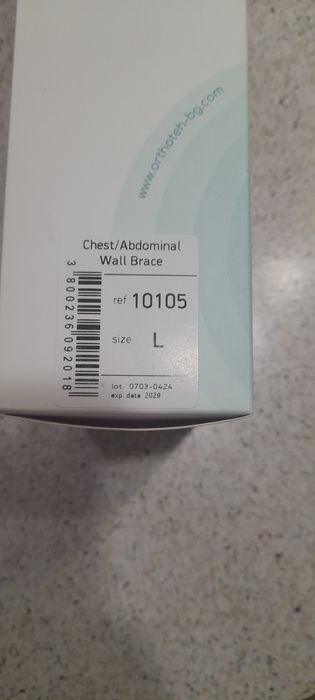 www.orthoteh-bg.com
Chest/Abdominal
Wall Brace
ref 10105
size L
lot. 0703-0424
exp. date 2029
3 800236 092018